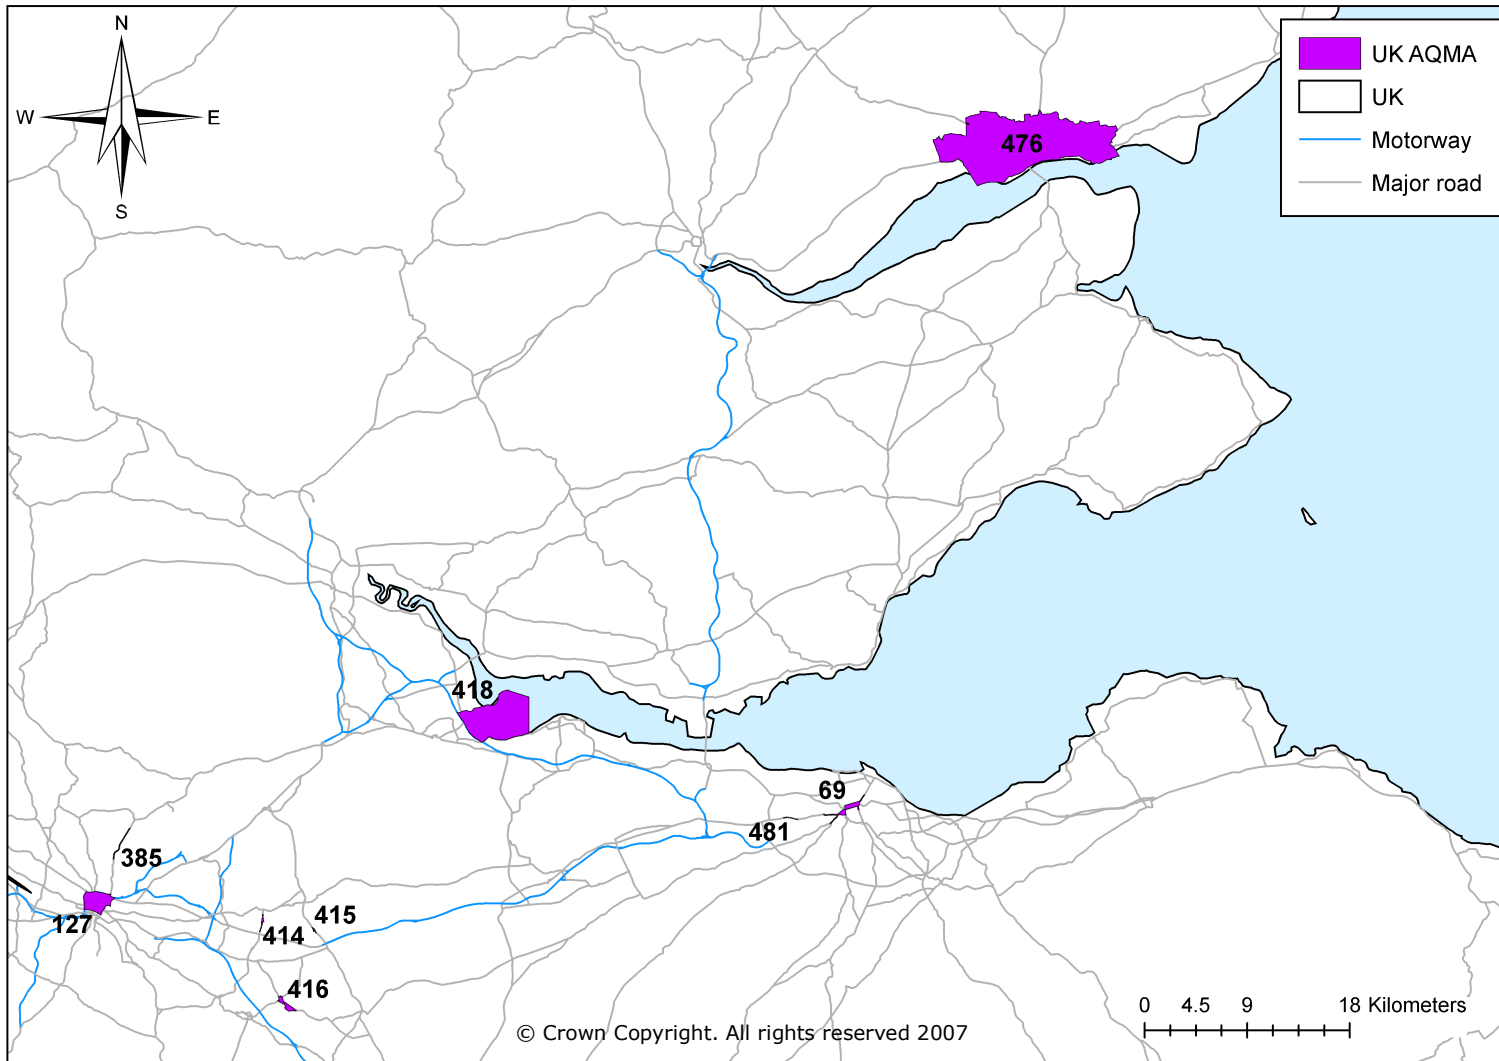 N
W E
S
UK AQMA
UK
Motorway
Major road
476
418
69
481
385
127
415
414
416
0 4.5 9 18 Kilometers
© Crown Copyright. All rights reserved 2007